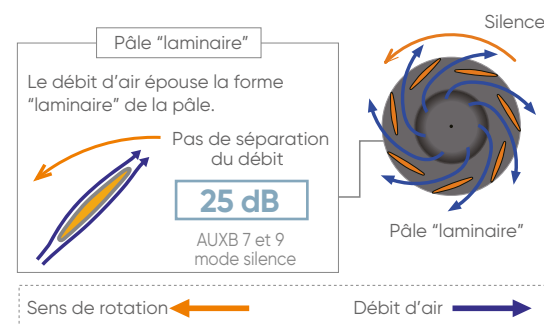 Silence
Pâle “laminaire”
Le débit d’air épouse la forme
“laminaire” de la pâle.
Pas de séparation
du débit
25 dB
AUXB 7 et 9
mode silence
Pâle “laminaire”
Sens de rotation
Débit d’air